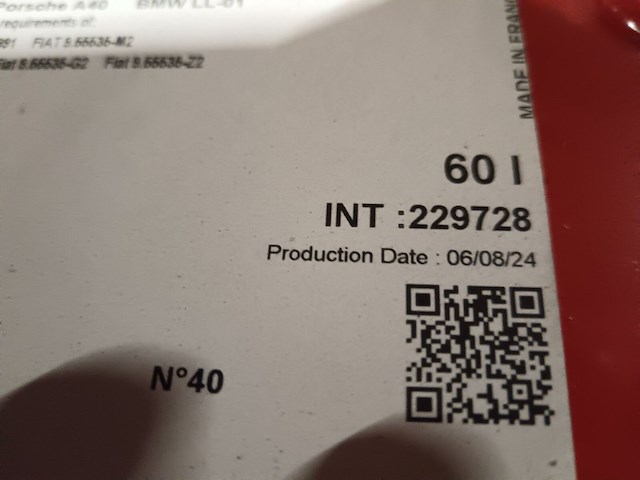 Porsche A40 BMW LL-01
requirements of:
FIAT 9.55535-M2
Fiat 9.55535-G2 Fiat 9.55535-Z2
MADE IN FRANC
60 l
INT :229728
Production Date : 06/08/24
N°40